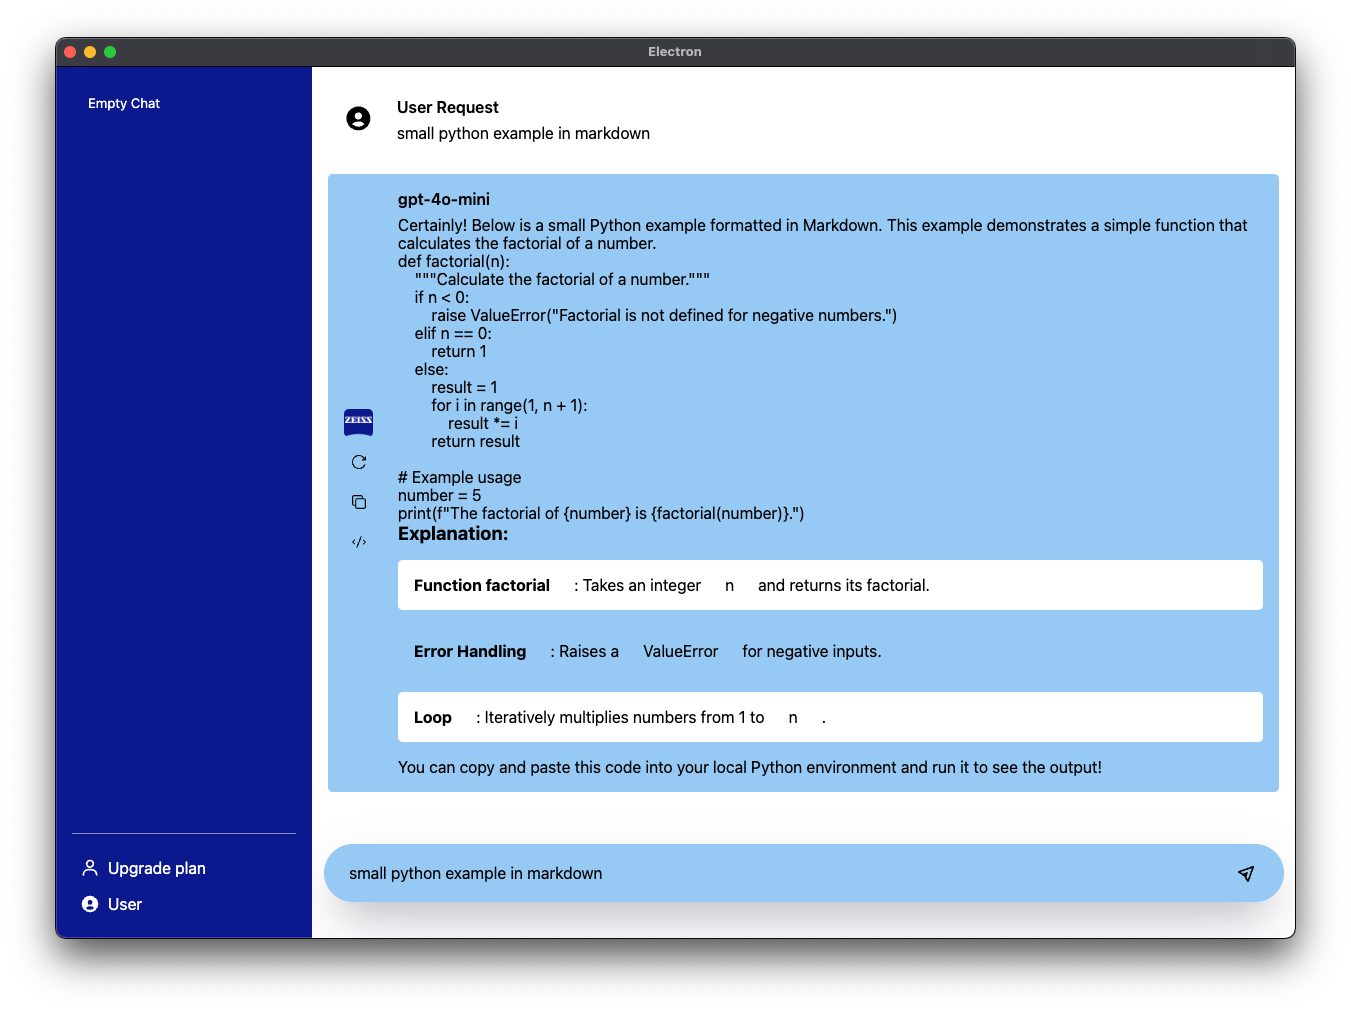 Electron
Empty Chat
User Request
small python example in markdown
gpt-4o-mini
Certainly! Below is a small Python example formatted in Markdown. This example demonstrates a simple function that
calculates the factorial of a number.
def factorial(n):
    """Calculate the factorial of a number."""
    if n < 0:
        raise ValueError("Factorial is not defined for negative numbers.")
    elif n == 0:
        return 1
    else:
        result = 1
        for i in range(1, n + 1):
            result *= i
        return result
ZEISS
# Example usage
number = 5
print(f"The factorial of {number} is {factorial(number)}.")
Explanation:
Function factorial : Takes an integer n and returns its factorial.
Error Handling : Raises a ValueError for negative inputs.
Loop : Iteratively multiplies numbers from 1 to n .
You can copy and paste this code into your local Python environment and run it to see the output!
small python example in markdown
Upgrade plan
User